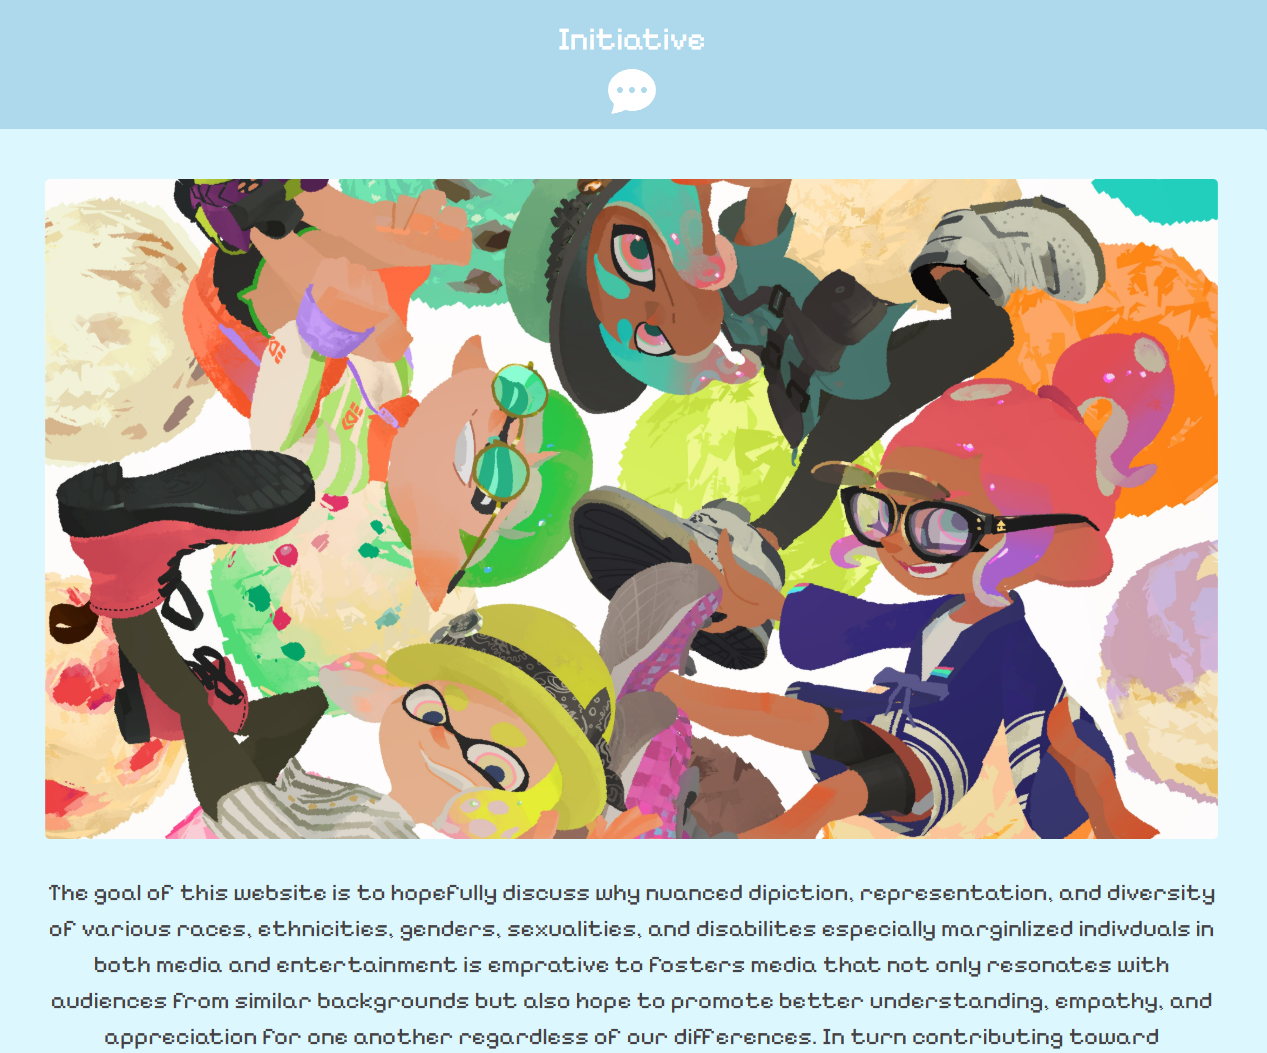 Initiative
The goal of this website is to hopefully discuss why nuanced dipiction, representation, and diversity
of various races, ethnicities, genders, sexualities, and disabilites especially marginlized indivduals in
both media and entertainment is emprative to fosters media that not only resonates with
audiences from similar backgrounds but also hope to promote better understanding, empathy, and
appreciation for one another regardless of our differences. In turn contributing toward